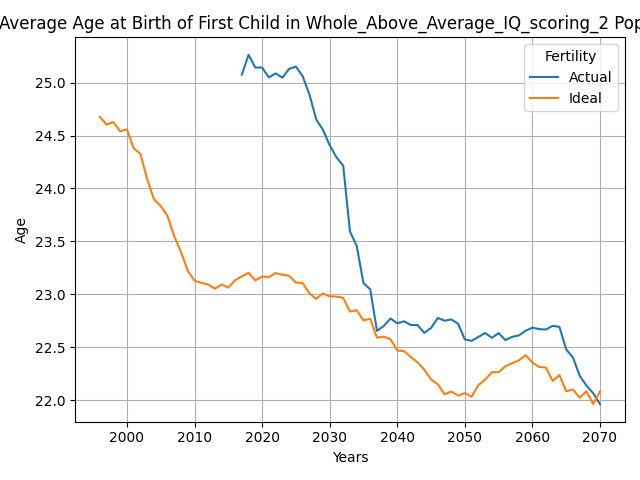 Average Age at Birth of First Child in Whole_Above_Average_IQ_scoring_2 Pop
Fertility
Actual
Ideal
25.0
24.5
24.0
23.5
23.0
22.5
22.0
Age
2000 2010 2020 2030 2040 2050 2060 2070
Years